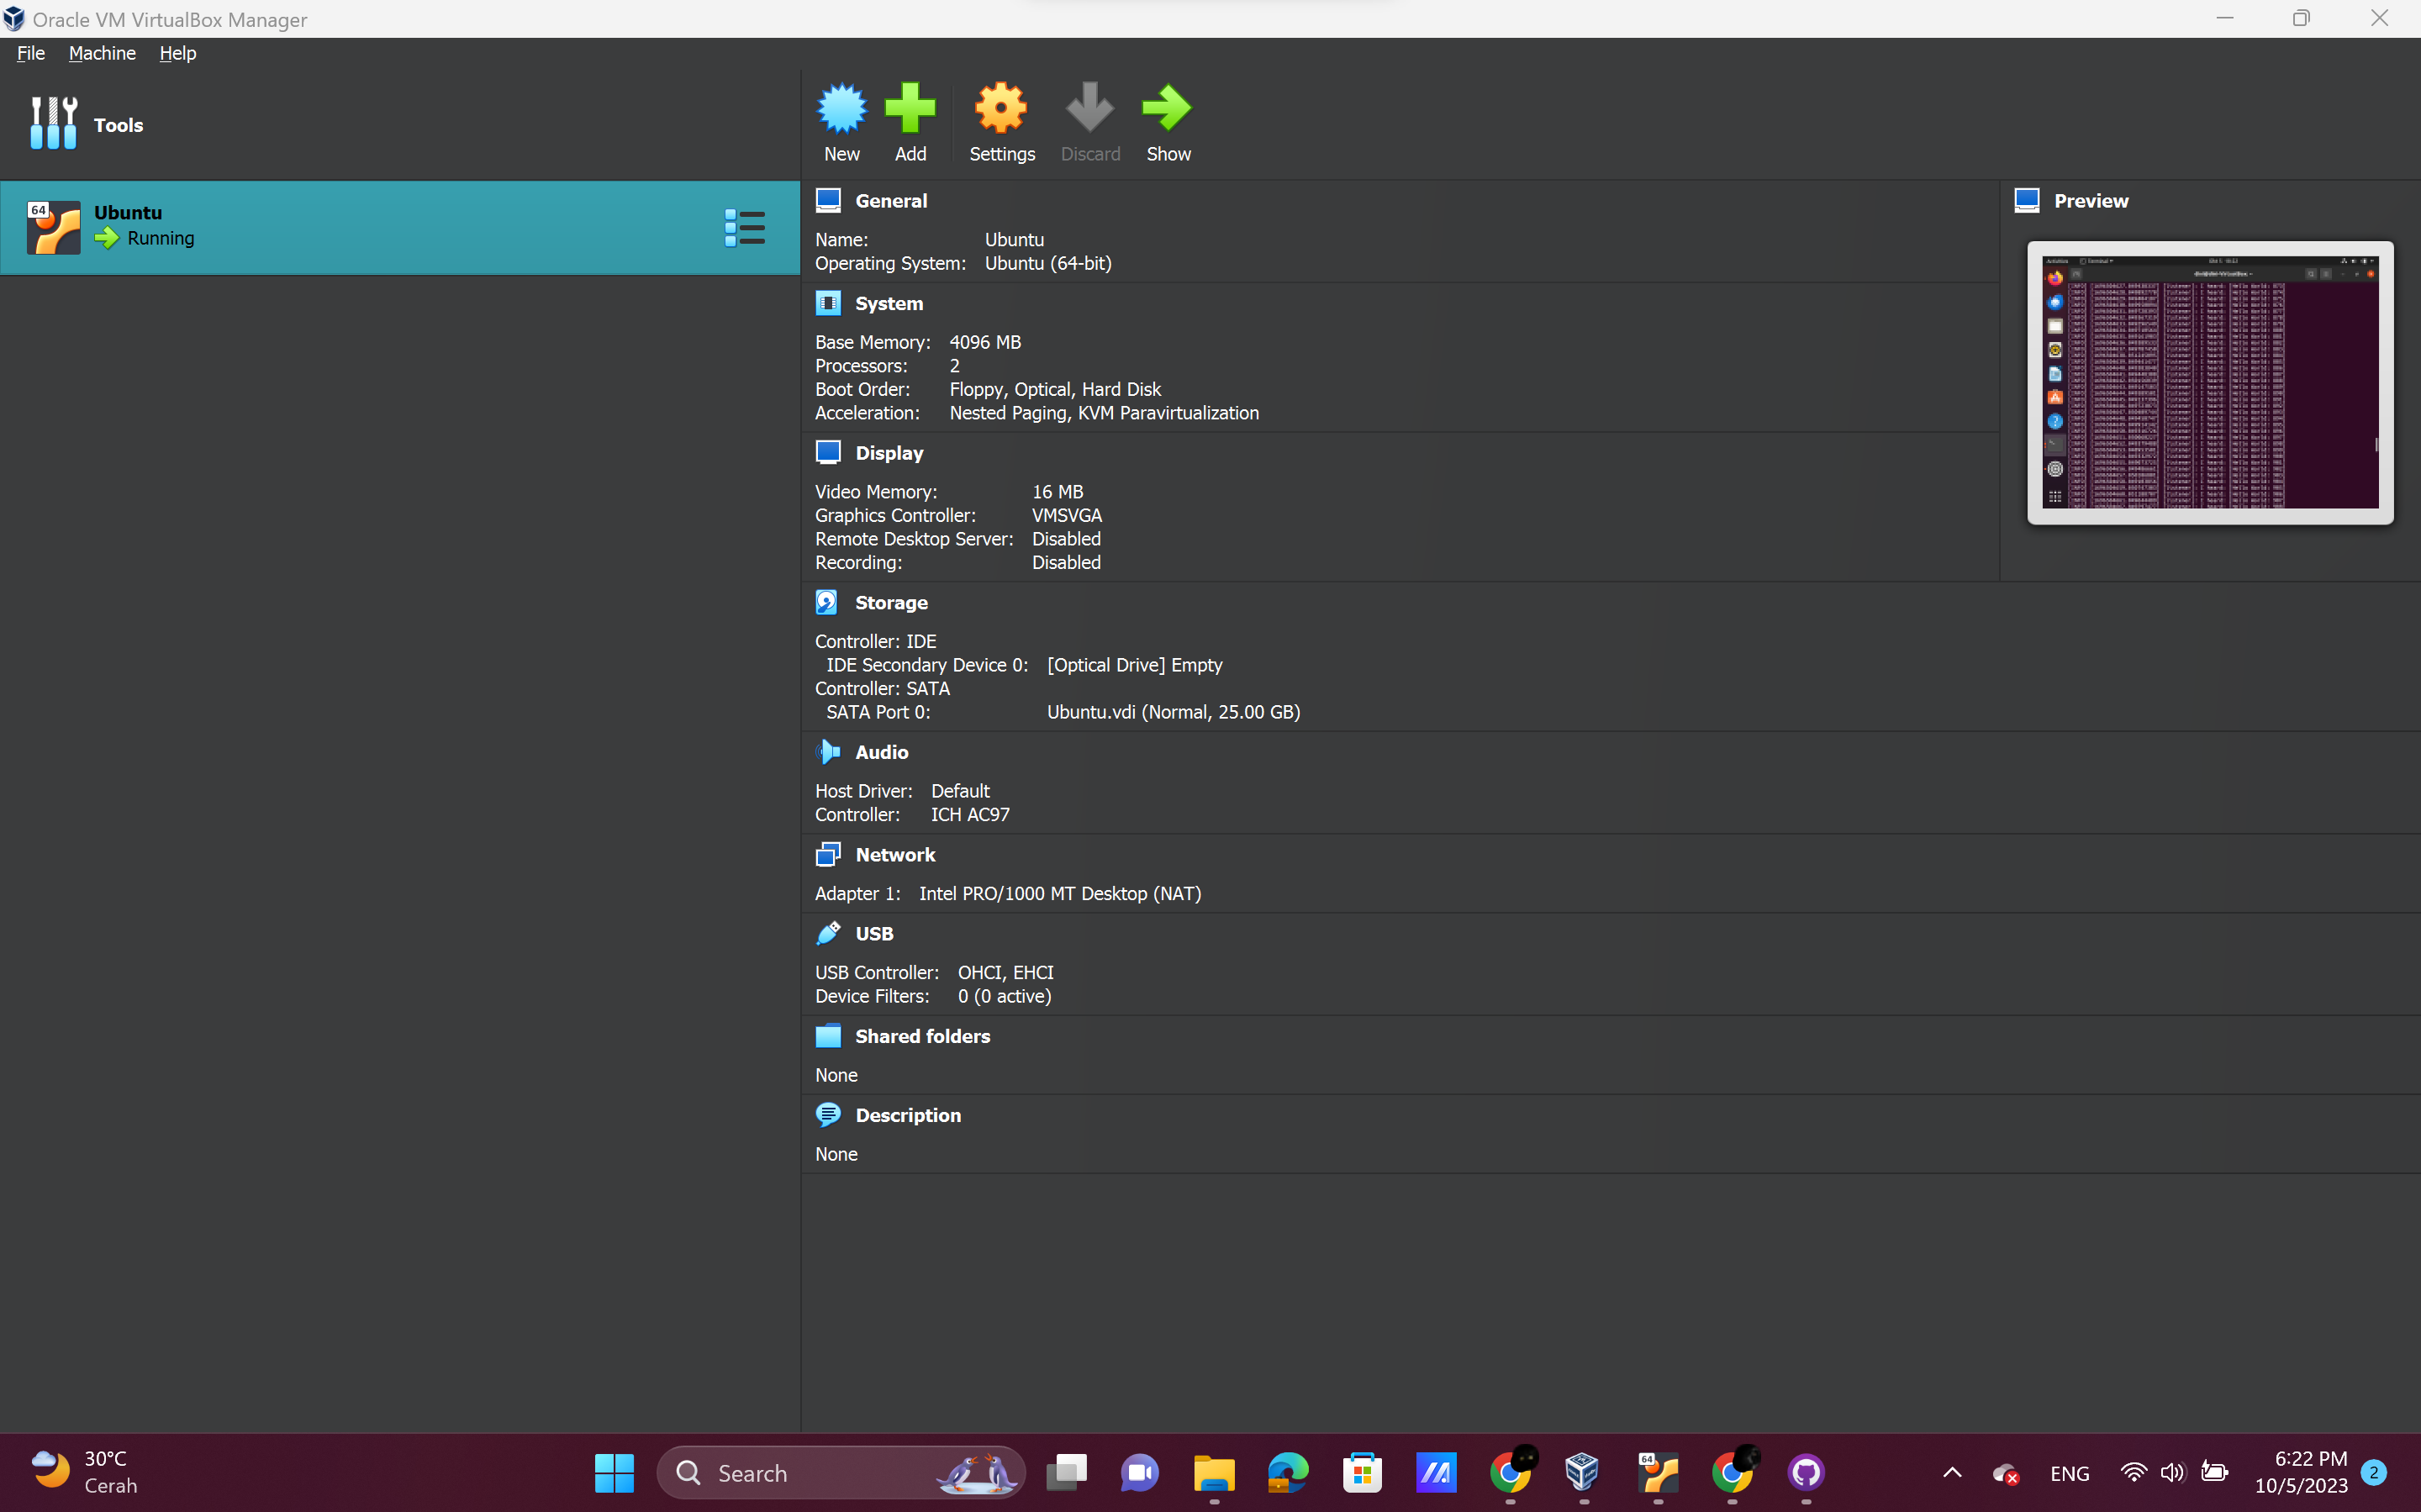 Oracle VM VirtualBox Manager
File Machine Help
Tools
New Add Settings Discard Show
64 Ubuntu
Running
General
Name: Ubuntu
Operating System: Ubuntu (64-bit)
Preview
System
Base Memory: 4096 MB
Processors: 2
Boot Order: Floppy, Optical, Hard Disk
Acceleration: Nested Paging, KVM Paravirtualization
Display
Video Memory: 16 MB
Graphics Controller: VMSVGA
Remote Desktop Server: Disabled
Recording: Disabled
Storage
Controller: IDE
IDE Secondary Device 0: [Optical Drive] Empty
Controller: SATA
SATA Port 0: Ubuntu.vdi (Normal, 25.00 GB)
Audio
Host Driver: Default
Controller: ICH AC97
Network
Adapter 1: Intel PRO/1000 MT Desktop (NAT)
USB
USB Controller: OHCI, EHCI
Device Filters: 0 (0 active)
Shared folders
None
Description
None
30°C
Cerah
Search
64
ENG
6:22 PM
10/5/2023
2